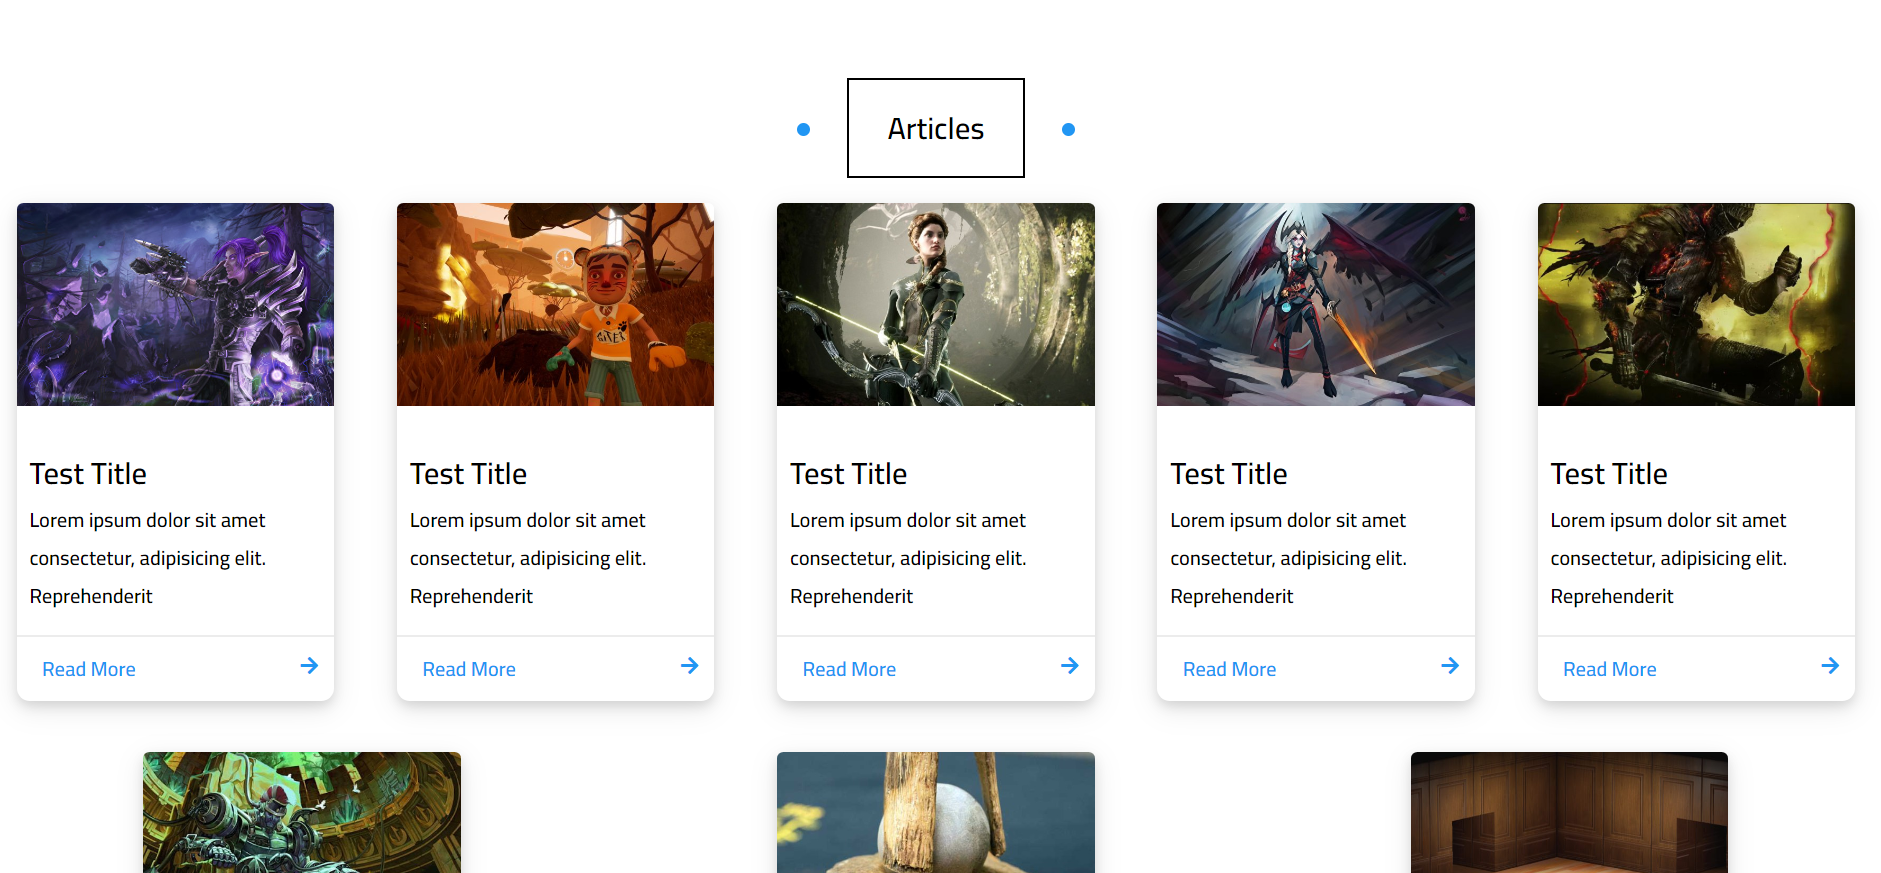 Articles
Test Title
Lorem ipsum dolor sit amet
consectetur, adipisicing elit.
Reprehenderit
Read More
Test Title
Lorem ipsum dolor sit amet
consectetur, adipisicing elit.
Reprehenderit
Read More
Test Title
Lorem ipsum dolor sit amet
consectetur, adipisicing elit.
Reprehenderit
Read More
Test Title
Lorem ipsum dolor sit amet
consectetur, adipisicing elit.
Reprehenderit
Read More
Test Title
Lorem ipsum dolor sit amet
consectetur, adipisicing elit.
Reprehenderit
Read More